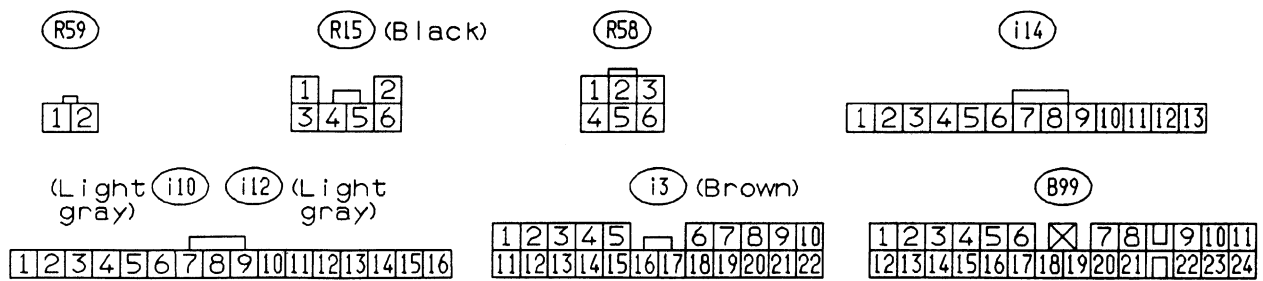 R59 R15 (Black) R58 i14
1 2 3
1 2
1 2 3 4 5 6 4 5 6 1 2 3 4 5 6 7 8 9 10 11 12 13
(Light gray) i10 i12 (Light gray) i3 (Brown) B99
1 2 3 4 5 6 7 8 9 10 1 2 3 4 5 6 7 8 9 10 11
1 2 3 4 5 6 7 8 9 10 11 12 13 14 15 16 11 12 13 14 15 16 17 18 19 20 21 22 12 13 14 15 16 17 18 19 20 21 22 23 24